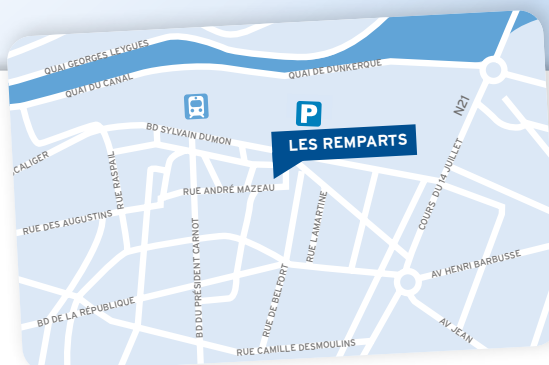 QUAI GEORGES LEYGUES
QUAI DU CANAL
QUAI DE DUNKERQUE
N21
P
BD SYLVAIN DUMON
LES REMPARTS
CALIGER
RUE RASPAIL
RUE ANDRÉ MAZEAU
COURS DU 14 JUILLET
RUE DES AUGUSTINS
RUE LAMARTINE
BD DU PRÉSIDENT CARNOT
AV HENRI BARBUSSE
RUE DE BELFORT
BD DE LA RÉPUBLIQUE
AV JEAN
RUE CAMILLE DESMOULINS